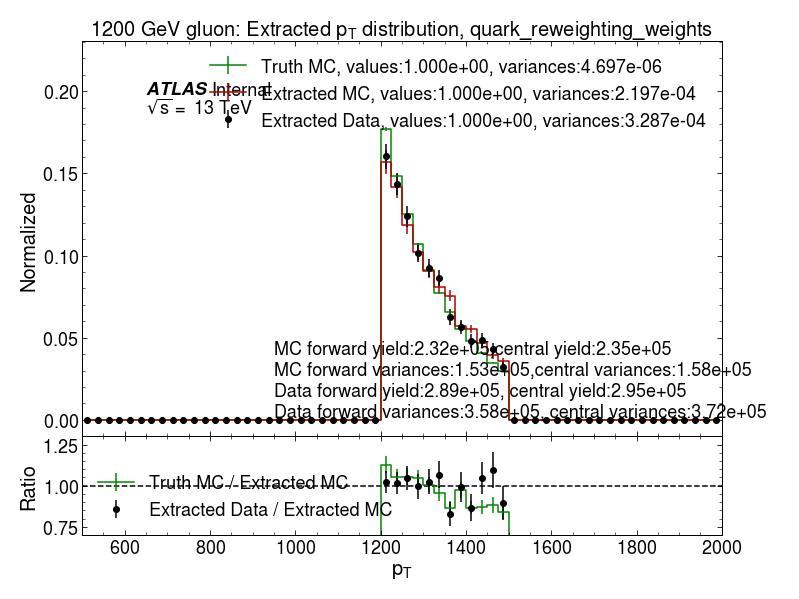 1200 GeV gluon: Extracted pT distribution, quark_reweighting_weights
Truth MC, values:1.000e+00, variances:4.697e-06
ATLAS Internal
Extracted MC, values:1.000e+00, variances:2.197e-04
√s = 13 TeV
Extracted Data, values:1.000e+00, variances:3.287e-04
0.20
0.15
0.10
0.05
0.00
Normalized
MC forward yield:2.32e+05,central yield:2.35e+05
MC forward variances:1.53e+05,central variances:1.58e+05
Data forward yield:2.89e+05, central yield:2.95e+05
Data forward variances:3.58e+05, central variances:3.72e+05
1.25
1.00
0.75
Ratio
Truth MC / Extracted MC
Extracted Data / Extracted MC
600 800 1000 1200 1400 1600 1800 2000
pT